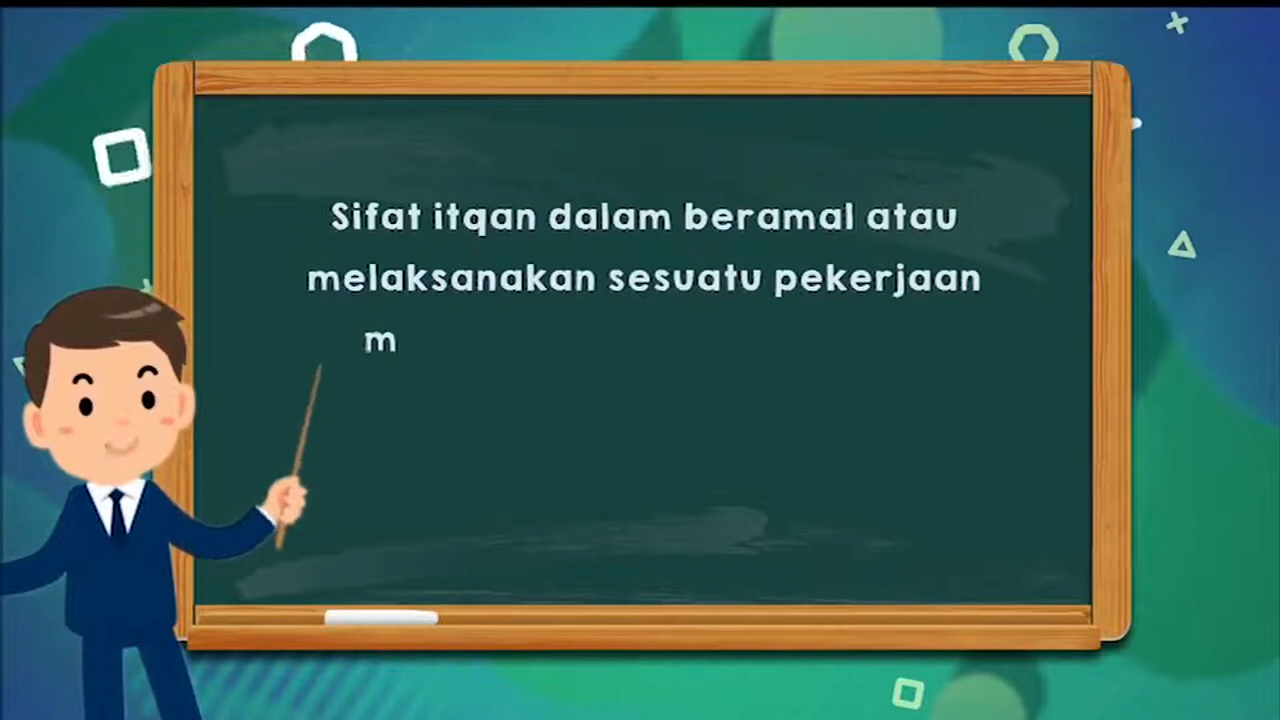 Sifat itqan dalam beramal atau
melaksanakan sesuatu pekerjaan
m